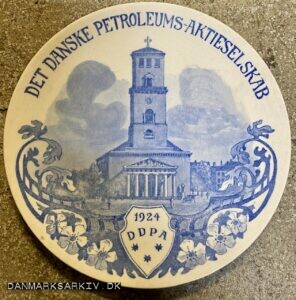 DET DANSKE PETROLEUMS-AKTIESELSKAB
1924
DDPA
DANMARKSARKIV.DK